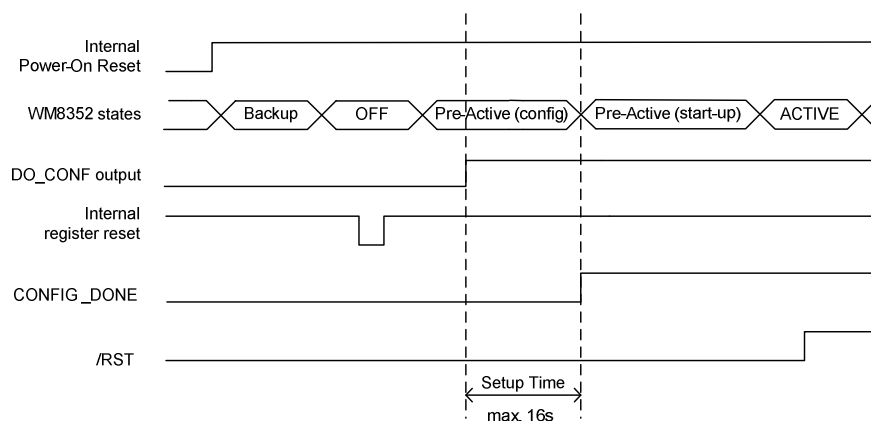 Internal
Power-On Reset
WM8352 states
Backup
OFF
Pre-Active (config)
Pre-Active (start-up)
ACTIVE
DO_CONF output
Internal
register reset
CONFIG_DONE
/RST
Setup Time
max. 16s